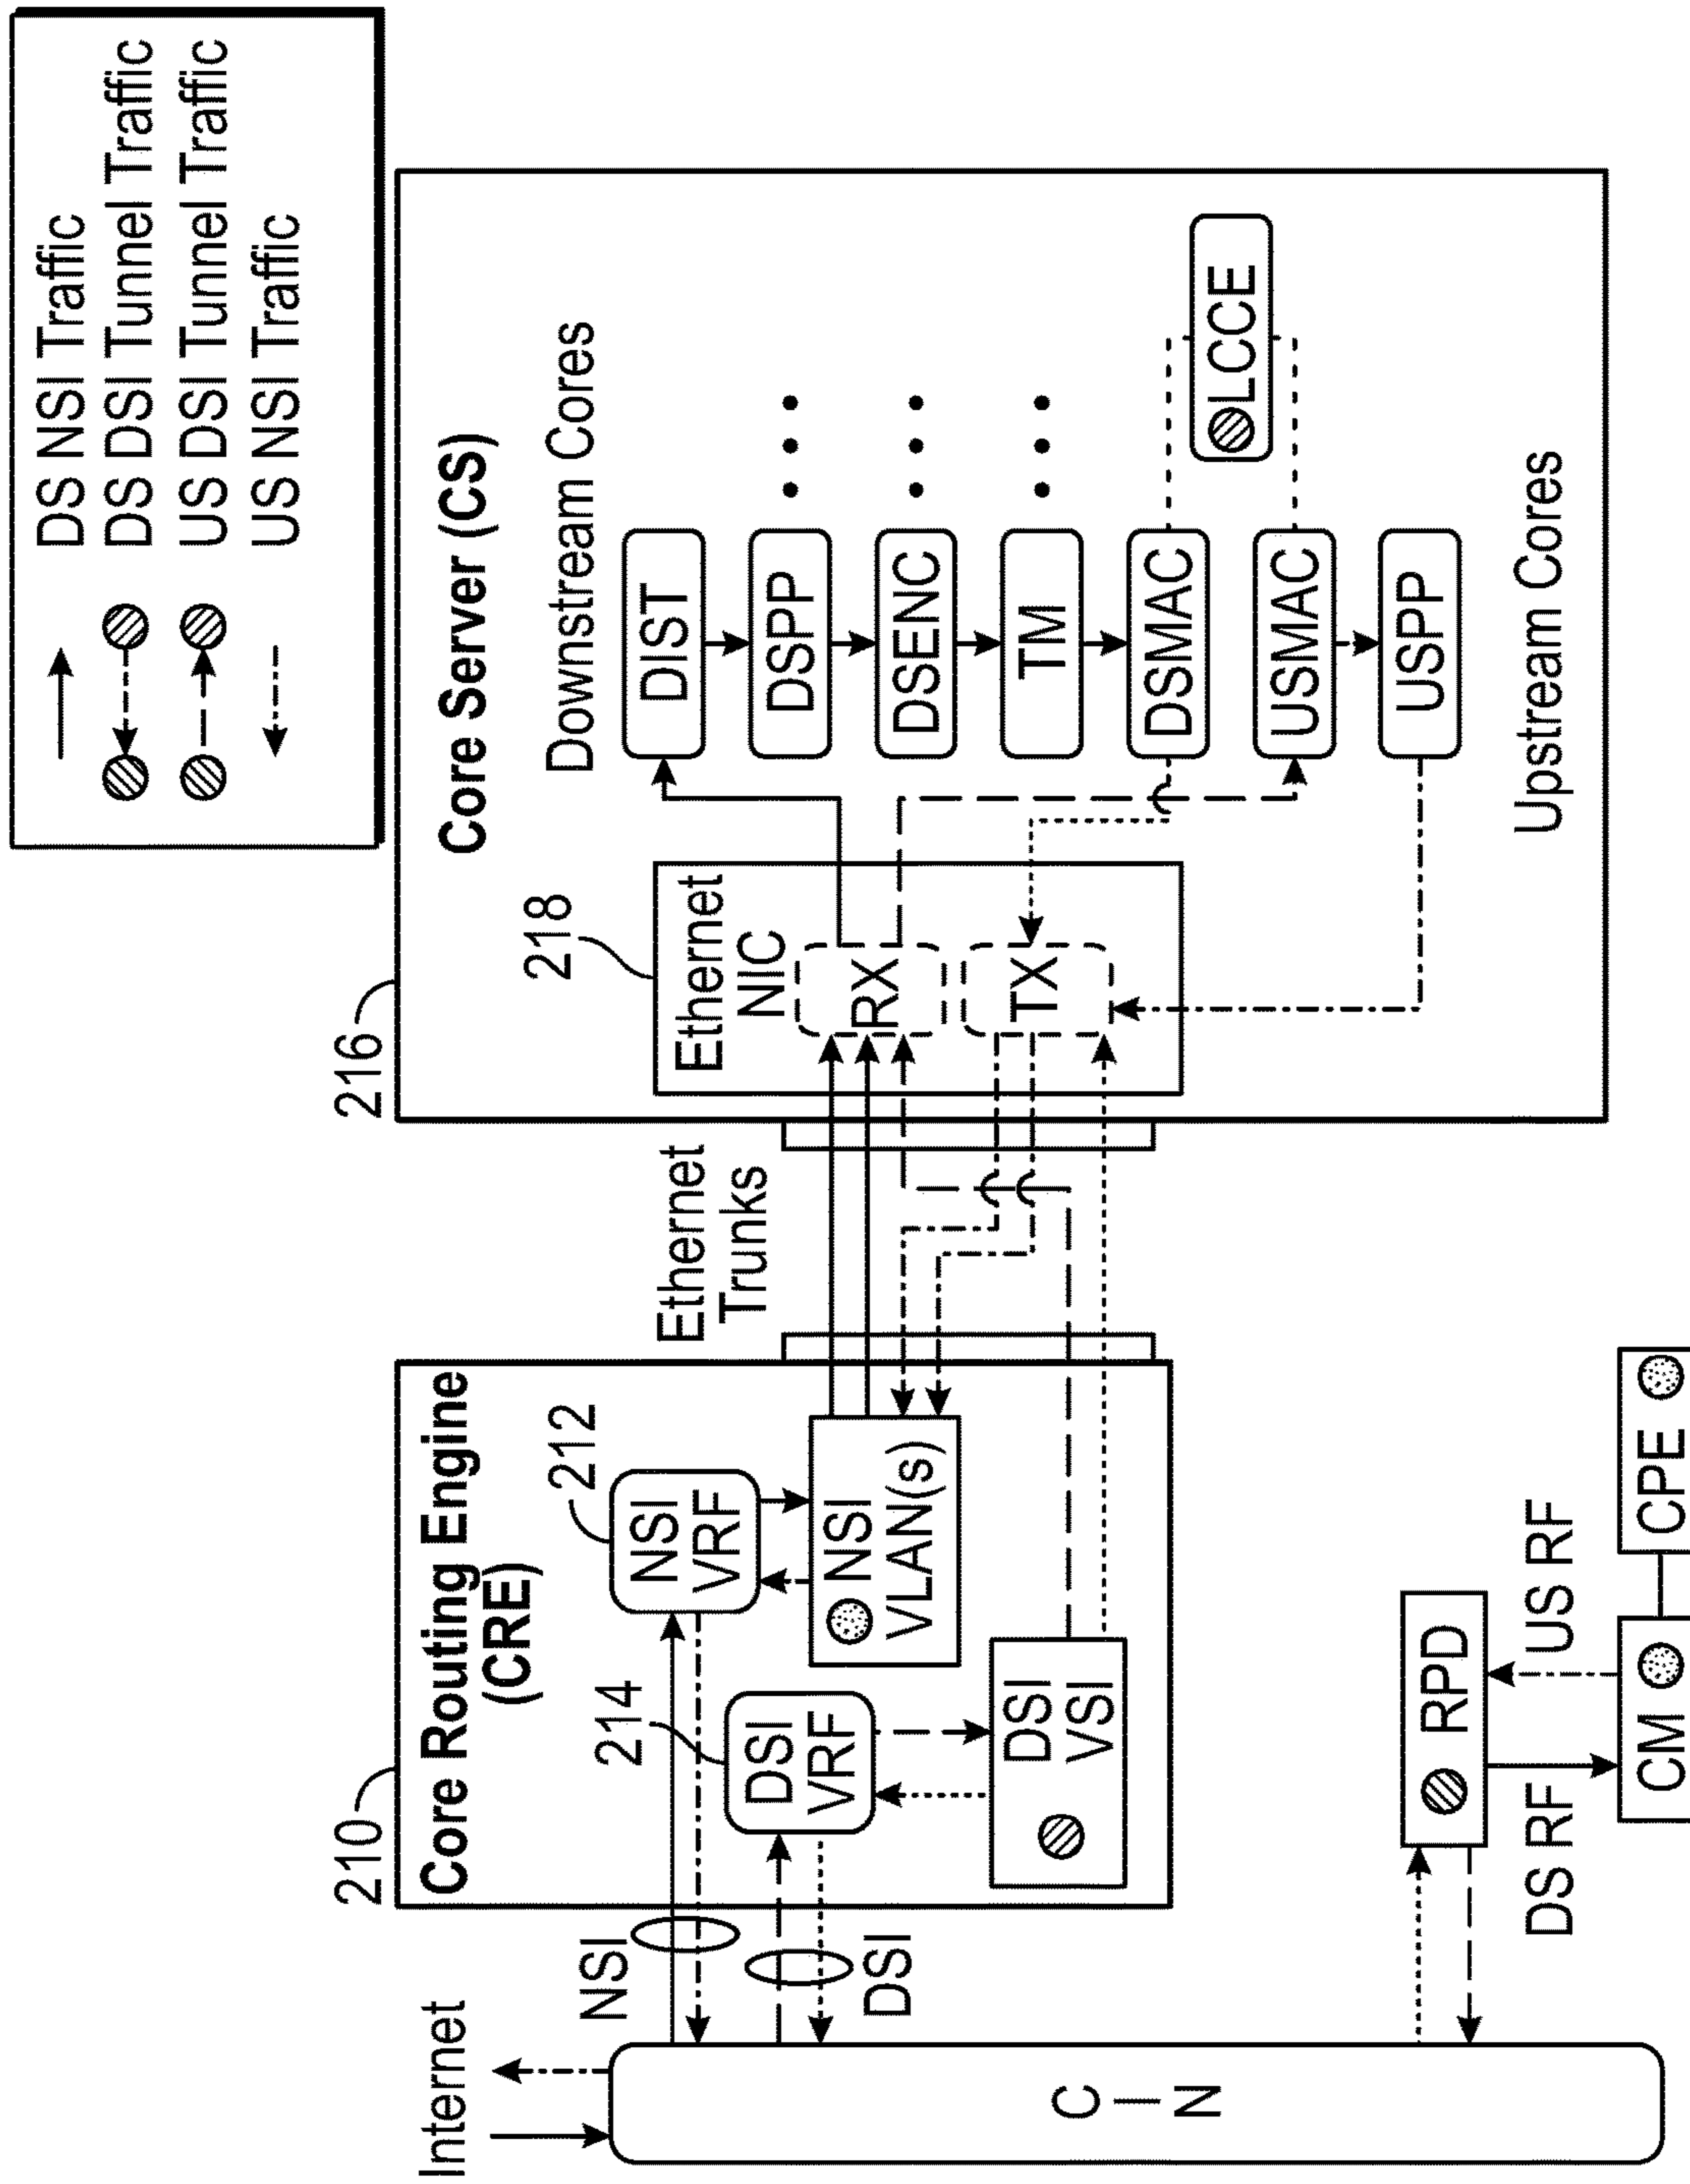 DS NSI Traffic
DS DSI Tunnel Traffic
US DSI Tunnel Traffic
US NSI Traffic
210
Core Routing Engine
(CRE)
212
NSI
VRF
214
DSI
VRF
NSI
VLAN(s)
DSI
VSI
Internet
NSI
DSI
CIN
Ethernet
Trunks
216
Core Server (CS)
218
Ethernet
NIC
RX
TX
Downstream Cores
DIST
DSPP
DSENC
TM
DSMAC
USMAC
USPP
LCCE
Upstream Cores
RPD
DS RF
US RF
CM
CPE